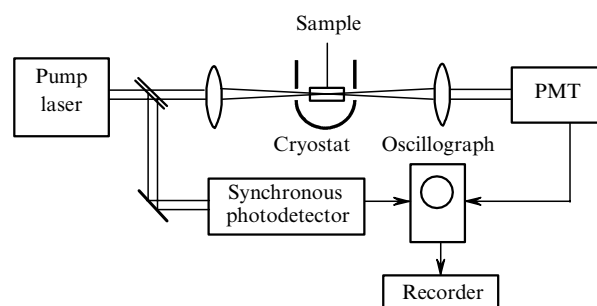 Sample
Pump
laser
PMT
Cryostat
Oscillograph
Synchronous
photodetector
Recorder